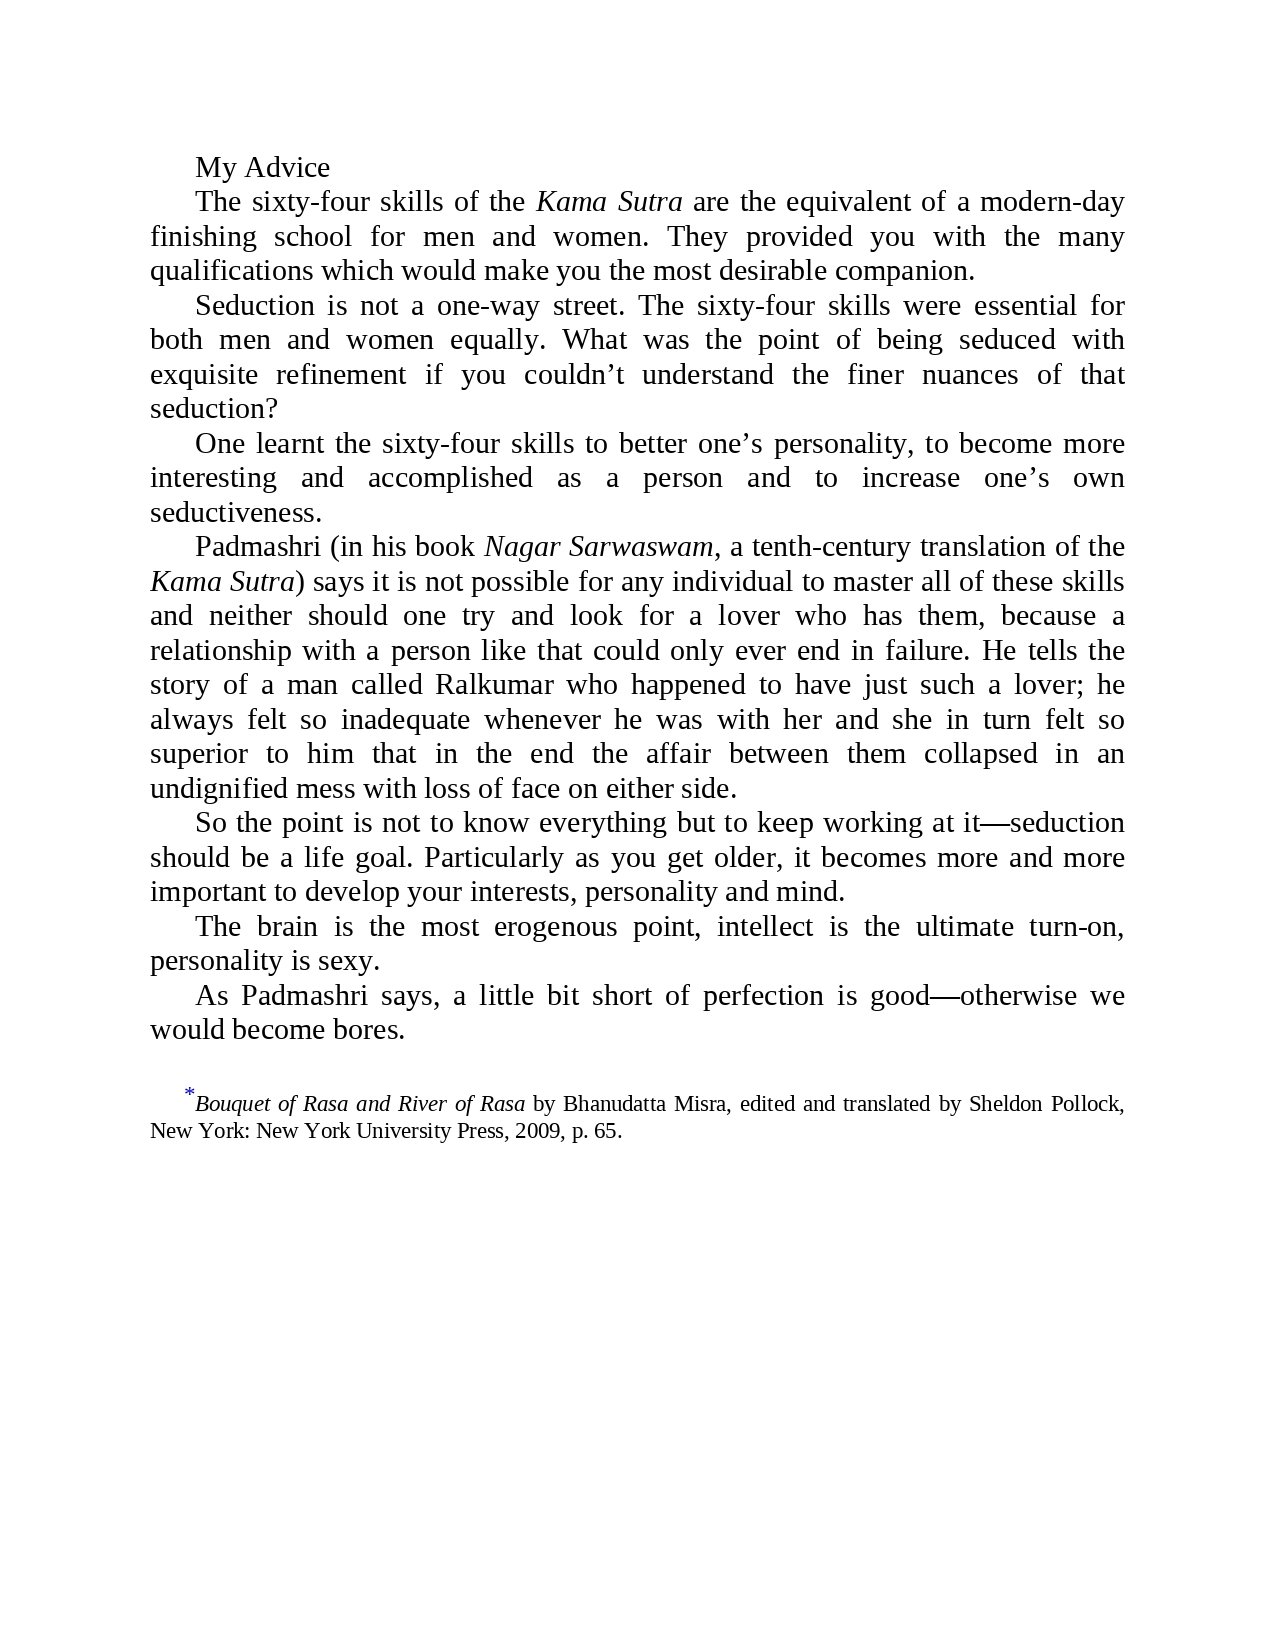 My Advice
The sixty-four skills of the Kama Sutra are the equivalent of a modern-day
finishing school for men and women. They provided you with the many
qualifications which would make you the most desirable companion.
Seduction is not a one-way street. The sixty-four skills were essential for
both men and women equally. What was the point of being seduced with
exquisite refinement if you couldn’t understand the finer nuances of that
seduction?
One learnt the sixty-four skills to better one’s personality, to become more
interesting and accomplished as a person and to increase one’s own
seductiveness.
Padmashri (in his book Nagar Sarwaswam, a tenth-century translation of the
Kama Sutra) says it is not possible for any individual to master all of these skills
and neither should one try and look for a lover who has them, because a
relationship with a person like that could only ever end in failure. He tells the
story of a man called Ralkumar who happened to have just such a lover; he
always felt so inadequate whenever he was with her and she in turn felt so
superior to him that in the end the affair between them collapsed in an
undignified mess with loss of face on either side.
So the point is not to know everything but to keep working at it—seduction
should be a life goal. Particularly as you get older, it becomes more and more
important to develop your interests, personality and mind.
The brain is the most erogenous point, intellect is the ultimate turn-on,
personality is sexy.
As Padmashri says, a little bit short of perfection is good—otherwise we
would become bores.
*Bouquet of Rasa and River of Rasa by Bhanudatta Misra, edited and translated by Sheldon Pollock,
New York: New York University Press, 2009, p. 65.